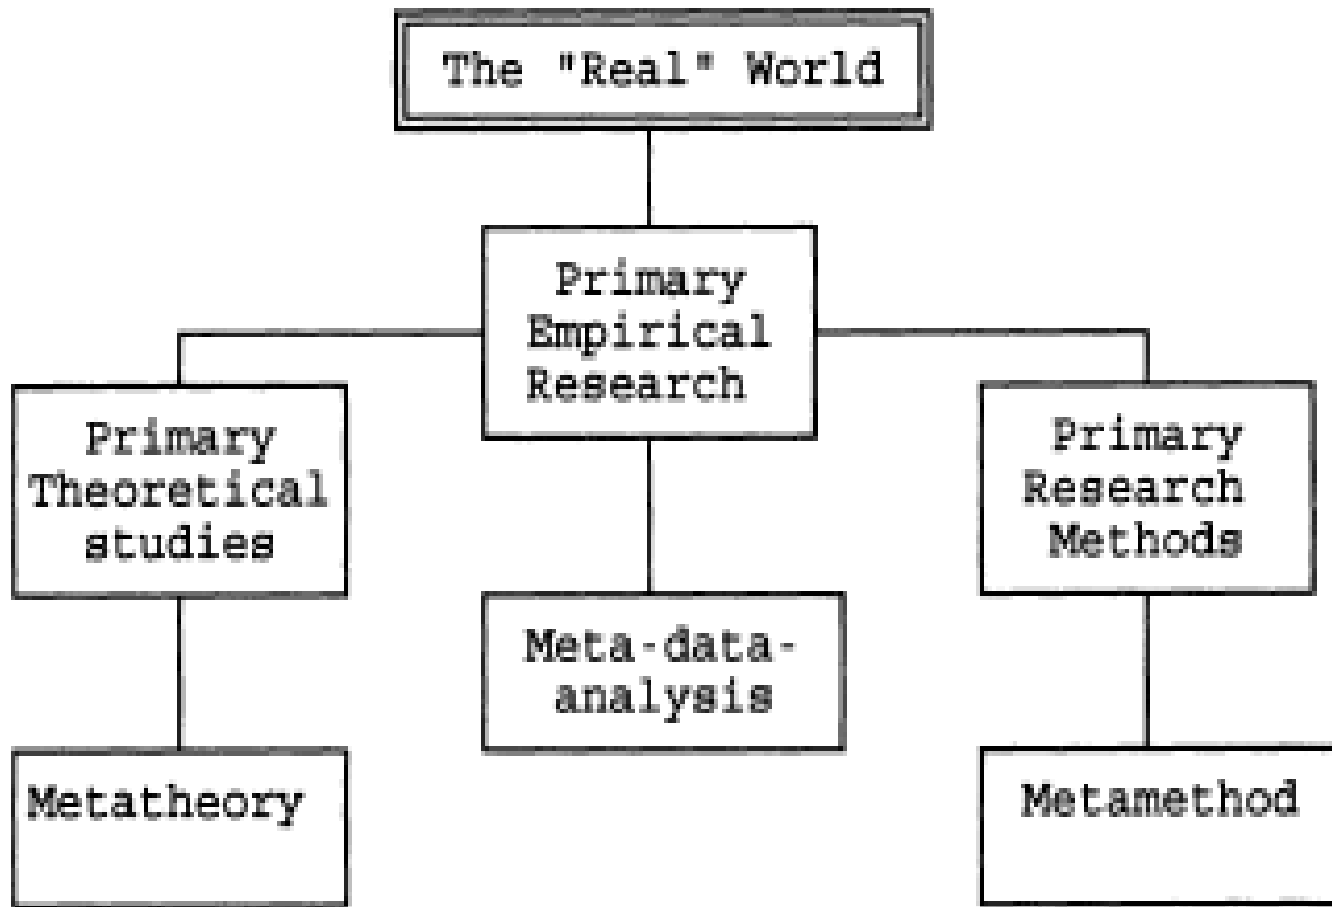 The "Real" World
Primary
Empirical
Research
Primary
Theoretical
studies
Primary
Research
Methods
Meta-data-
analysis
Metatheory
Metamethod